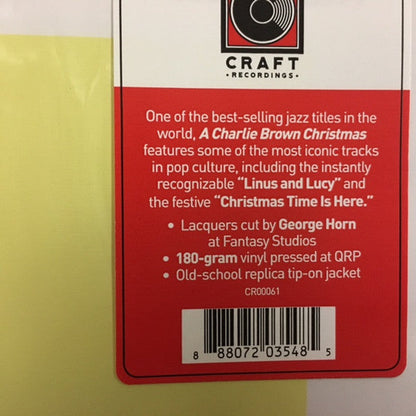 CRAFT
• RECORDINGS •
One of the best-selling jazz titles in the
world, A Charlie Brown Christmas
features some of the most iconic tracks
in pop culture, including the instantly
recognizable “Linus and Lucy” and
the festive “Christmas Time Is Here.”
• Lacquers cut by George Horn
at Fantasy Studios
• 180-gram vinyl pressed at QRP
• Old-school replica tip-on jacket
CR00061
8 88072 03548 5